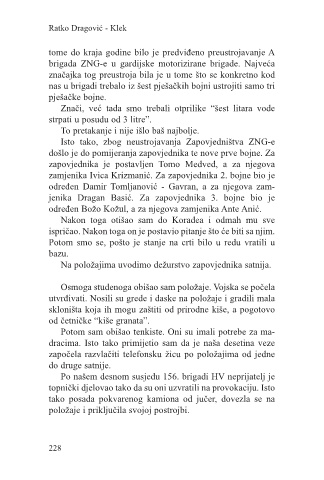 Ratko Dragović - Klek
tome do kraja godine bilo je predviđeno preustrojavanje A
brigada ZNG-e u gardijske motorizirane brigade. Najveća
značajka tog preustroja bila je u tome što se konkretno kod
nas u brigadi trebalo iz šest pješačkih bojni ustrojiti samo tri
pješačke bojne.
Znači, već tada smo trebali otprilike “šest litara vode
strpati u posudu od 3 litre”.
To pretakanje i nije išlo baš najbolje.
Isto tako, zbog neustrojavanja Zapovjedništva ZNG-e
došlo je do pomijeranja zapovjednika te nove prve bojne. Za
zapovjednika je postavljen Tomo Medved, a za njegova
zamjenika Ivica Krizmanić. Za zapovjednika 2. bojne bio je
određen Damir Tomljanović - Gavran, a za njegova zam-
jenika Dragan Basić. Za zapovjednika 3. bojne bio je
određen Božo Kožul, a za njegova zamjenika Ante Anić.
Nakon toga otišao sam do Koradea i odmah mu sve
ispričao. Nakon toga on je postavio pitanje što će biti sa njim.
Potom smo se, pošto je stanje na crti bilo u redu vratili u
bazu.
Na položajima uvodimo dežurstvo zapovjednika satnija.
Osmoga studenoga obišao sam položaje. Vojska se počela
utvrđivati. Nosili su grede i daske na položaje i gradili mala
skloništa koja ih mogu zaštiti od prirodne kiše, a pogotovo
od četničke “kiše granata”.
Potom sam obišao tenkiste. Oni su imali potrebe za ma-
dracima. Isto tako primijetio sam da je naša desetina veze
započela razvlačiti telefonsku žicu po položajima od jedne
do druge satnije.
Po našem desnom susjedu 156. brigadi HV neprijatelj je
topnički djelovao tako da su oni uzvratili na provokaciju. Isto
tako posada pokvarenog kamiona od jučer, dovezla se na
položaje i priključila svojoj postrojbi.
228